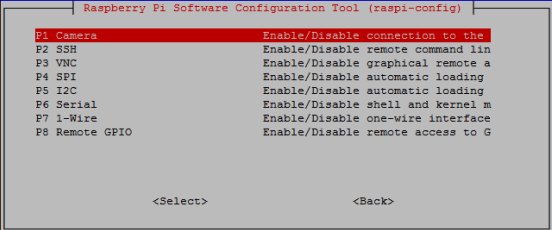 Raspberry Pi Software Configuration Tool (raspi-config)
P1 Camera Enable/Disable connection to the
P2 SSH Enable/Disable remote command lin
P3 VNC Enable/Disable graphical remote a
P4 SPI Enable/Disable automatic loading
P5 I2C Enable/Disable automatic loading
P6 Serial Enable/Disable shell and kernel m
P7 1-Wire Enable/Disable one-wire interface
P8 Remote GPIO Enable/Disable remote access to G
<Select> <Back>